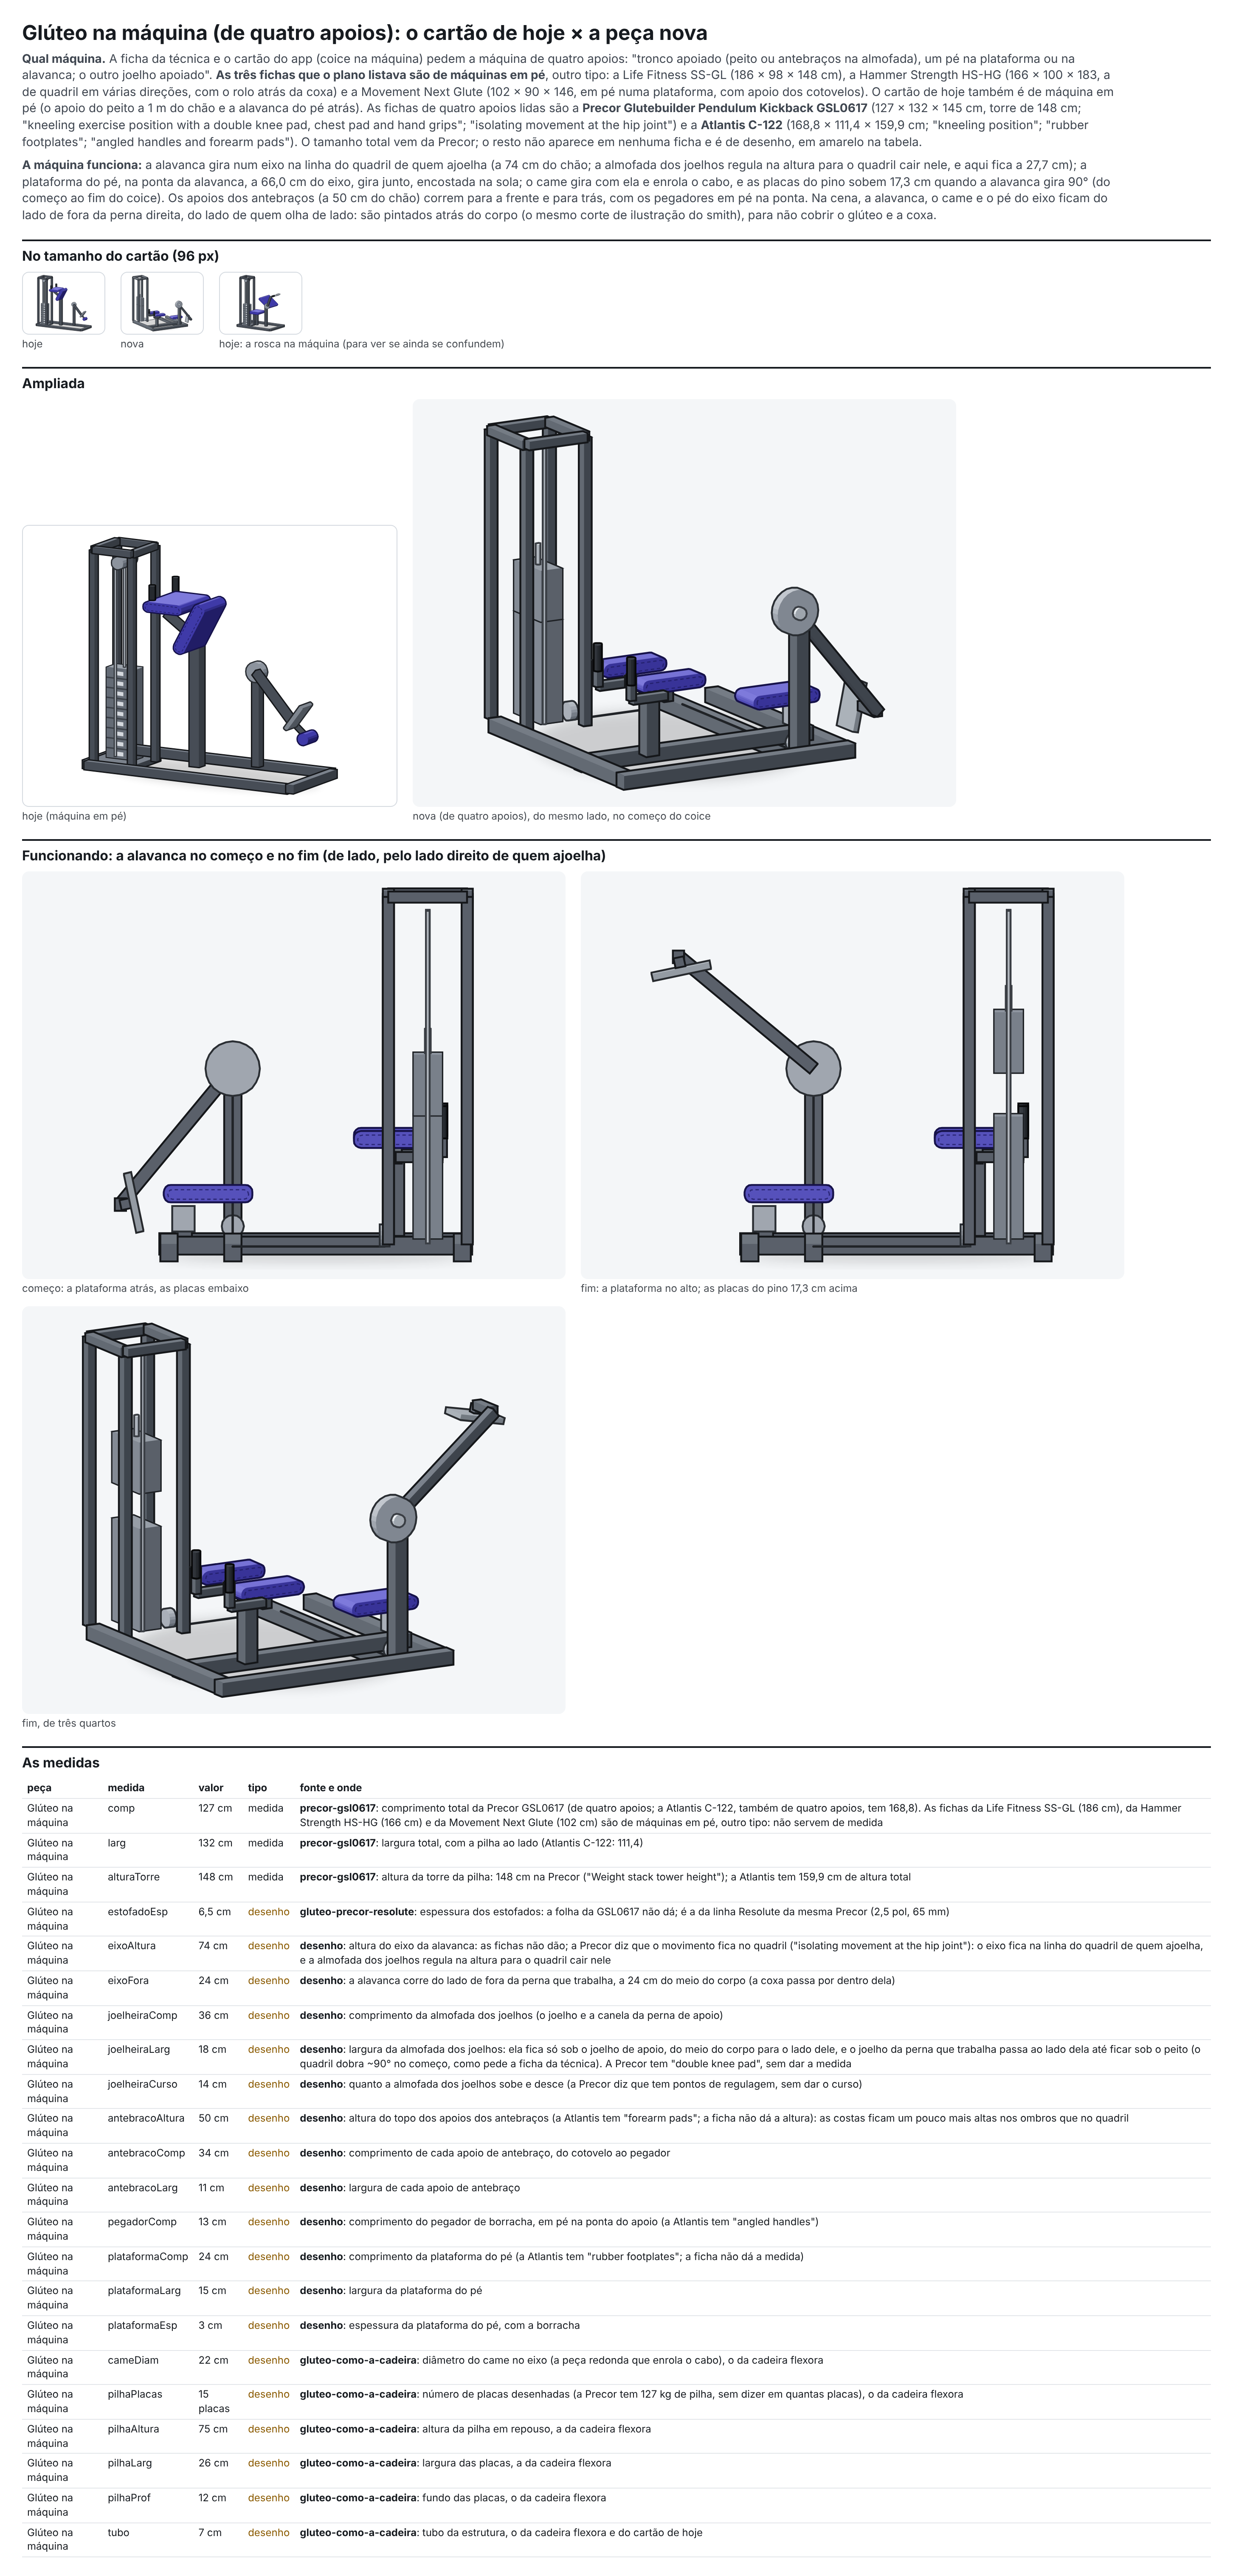 Glúteo na máquina (de quatro apoios): o cartão de hoje × a peça nova
Qual máquina. A ficha da técnica e o cartão do app (coice na máquina) pedem a máquina de quatro apoios: "tronco apoiado (peito ou antebraços na almofada), um pé na plataforma ou na
alavanca; o outro joelho apoiado". As três fichas que o plano listava são de máquinas em pé, outro tipo: a Life Fitness SS-GL (186 × 98 × 148 cm), a Hammer Strength HS-HG (166 × 100 × 183, a
de quadril em várias direções, com o rolo atrás da coxa) e a Movement Next Glute (102 × 90 × 146, em pé numa plataforma, com apoio dos cotovelos). O cartão de hoje também é de máquina em
pé (o apoio do peito a 1 m do chão e a alavanca do pé atrás). As fichas de quatro apoios lidas são a Precor Glutebuilder Pendulum Kickback GSL0617 (127 × 132 × 145 cm, torre de 148 cm;
"kneeling exercise position with a double knee pad, chest pad and hand grips"; "isolating movement at the hip joint") e a Atlantis C-122 (168,8 × 111,4 × 159,9 cm; "kneeling position"; "rubber
footplates"; "angled handles and forearm pads"). O tamanho total vem da Precor; o resto não aparece em nenhuma ficha e é de desenho, em amarelo na tabela.
A máquina funciona: a alavanca gira num eixo na linha do quadril de quem ajoelha (a 74 cm do chão; a almofada dos joelhos regula na altura para o quadril cair nele, e aqui fica a 27,7 cm); a
plataforma do pé, na ponta da alavanca, a 66,0 cm do eixo, gira junto, encostada na sola; o came gira com ela e enrola o cabo, e as placas do pino sobem 17,3 cm quando a alavanca gira 90° (do
começo ao fim do coice). Os apoios dos antebraços (a 50 cm do chão) correm para a frente e para trás, com os pegadores em pé na ponta. Na cena, a alavanca, o came e o pé do eixo ficam do
lado de fora da perna direita, do lado de quem olha de lado: são pintados atrás do corpo (o mesmo corte de ilustração do smith), para não cobrir o glúteo e a coxa.
No tamanho do cartão (96 px)
hoje
nova
hoje: a rosca na máquina (para ver se ainda se confundem)
Ampliada
hoje (máquina em pé)
nova (de quatro apoios), do mesmo lado, no começo do coice
Funcionando: a alavanca no começo e no fim (de lado, pelo lado direito de quem ajoelha)
começo: a plataforma atrás, as placas embaixo
fim: a plataforma no alto; as placas do pino 17,3 cm acima
fim, de três quartos
As medidas
peça medida valor tipo fonte e onde
Glúteo na máquina comp 127 cm medida precor-gsl0617: comprimento total da Precor GSL0617 (de quatro apoios; a Atlantis C-122, também de quatro apoios, tem 168,8). As fichas da Life Fitness SS-GL (186 cm), da Hammer
Strength HS-HG (166 cm) e da Movement Next Glute (102 cm) são de máquinas em pé, outro tipo: não servem de medida
Glúteo na máquina larg 132 cm medida precor-gsl0617: largura total, com a pilha ao lado (Atlantis C-122: 111,4)
Glúteo na máquina alturaTorre 148 cm medida precor-gsl0617: altura da torre da pilha: 148 cm na Precor ("Weight stack tower height"); a Atlantis tem 159,9 cm de altura total
Glúteo na máquina estofadoEsp 6,5 cm desenho gluteo-precor-resolute: espessura dos estofados: a folha da GSL0617 não dá; é a da linha Resolute da mesma Precor (2,5 pol, 65 mm)
Glúteo na máquina eixoAltura 74 cm desenho desenho: altura do eixo da alavanca: as fichas não dão; a Precor diz que o movimento fica no quadril ("isolating movement at the hip joint"): o eixo fica na linha do quadril de quem ajoelha,
e a almofada dos joelhos regula na altura para o quadril cair nele
Glúteo na máquina eixoFora 24 cm desenho desenho: a alavanca corre do lado de fora da perna que trabalha, a 24 cm do meio do corpo (a coxa passa por dentro dela)
Glúteo na máquina joelheiraComp 36 cm desenho desenho: comprimento da almofada dos joelhos (o joelho e a canela da perna de apoio)
Glúteo na máquina joelheiraLarg 18 cm desenho desenho: largura da almofada dos joelhos: ela fica só sob o joelho de apoio, do meio do corpo para o lado dele, e o joelho da perna que trabalha passa ao lado dela até ficar sob o peito (o
quadril dobra ~90° no começo, como pede a ficha da técnica). A Precor tem "double knee pad", sem dar a medida
Glúteo na máquina joelheiraCurso 14 cm desenho desenho: quanto a almofada dos joelhos sobe e desce (a Precor diz que tem pontos de regulagem, sem dar o curso)
Glúteo na máquina antebracoAltura 50 cm desenho desenho: altura do topo dos apoios dos antebraços (a Atlantis tem "forearm pads"; a ficha não dá a altura): as costas ficam um pouco mais altas nos ombros que no quadril
Glúteo na máquina antebracoComp 34 cm desenho desenho: comprimento de cada apoio de antebraço, do cotovelo ao pegador
Glúteo na máquina antebracoLarg 11 cm desenho desenho: largura de cada apoio de antebraço
Glúteo na máquina pegadorComp 13 cm desenho desenho: comprimento do pegador de borracha, em pé na ponta do apoio (a Atlantis tem "angled handles")
Glúteo na máquina plataformaComp 24 cm desenho desenho: comprimento da plataforma do pé (a Atlantis tem "rubber footplates"; a ficha não dá a medida)
Glúteo na máquina plataformaLarg 15 cm desenho desenho: largura da plataforma do pé
Glúteo na máquina plataformaEsp 3 cm desenho desenho: espessura da plataforma do pé, com a borracha
Glúteo na máquina cameDiam 22 cm desenho gluteo-como-a-cadeira: diâmetro do came no eixo (a peça redonda que enrola o cabo), o da cadeira flexora
Glúteo na máquina pilhaPlacas 15 placas desenho gluteo-como-a-cadeira: número de placas desenhadas (a Precor tem 127 kg de pilha, sem dizer em quantas placas), o da cadeira flexora
Glúteo na máquina pilhaAltura 75 cm desenho gluteo-como-a-cadeira: altura da pilha em repouso, a da cadeira flexora
Glúteo na máquina pilhaLarg 26 cm desenho gluteo-como-a-cadeira: largura das placas, a da cadeira flexora
Glúteo na máquina pilhaProf 12 cm desenho gluteo-como-a-cadeira: fundo das placas, o da cadeira flexora
Glúteo na máquina tubo 7 cm desenho gluteo-como-a-cadeira: tubo da estrutura, o da cadeira flexora e do cartão de hoje